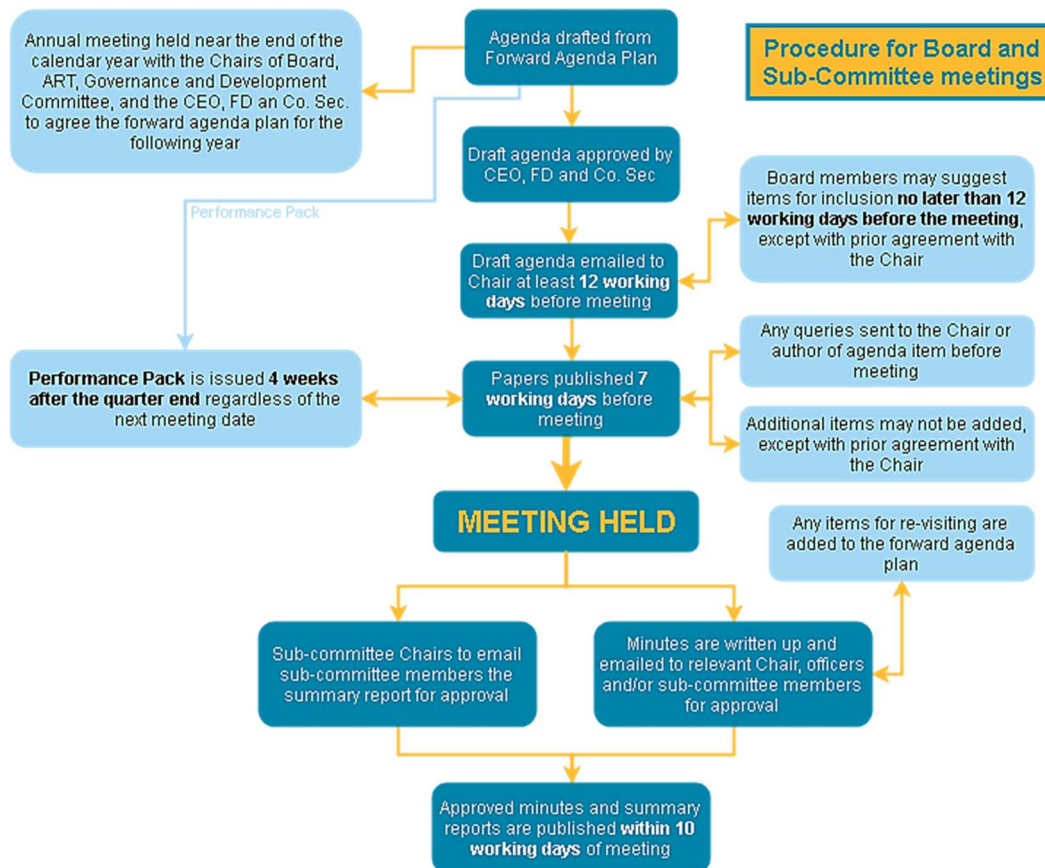 Annual meeting held near the end of the
calendar year with the Chairs of Board,
ART, Governance and Development
Committee, and the CEO, FD an Co. Sec.
to agree the forward agenda plan for the
following year
Agenda drafted from
Forward Agenda Plan
Procedure for Board and
Sub-Committee meetings
Draft agenda approved by
CEO, FD and Co. Sec
Performance Pack
Board members may suggest
items for inclusion no later than 12
working days before the meeting,
except with prior agreement with
the Chair
Draft agenda emailed to
Chair at least 12 working
days before meeting
Any queries sent to the Chair or
author of agenda item before
meeting
Performance Pack is issued 4 weeks
after the quarter end regardless of the
next meeting date
Papers published 7
working days before
meeting
Additional items may not be added,
except with prior agreement with
the Chair
MEETING HELD
Any items for re-visiting are
added to the forward agenda
plan
Sub-committee Chairs to email
sub-committee members the
summary report for approval
Minutes are written up and
emailed to relevant Chair, officers
and/or sub-committee members
for approval
Approved minutes and summary
reports are published within 10
working days of meeting